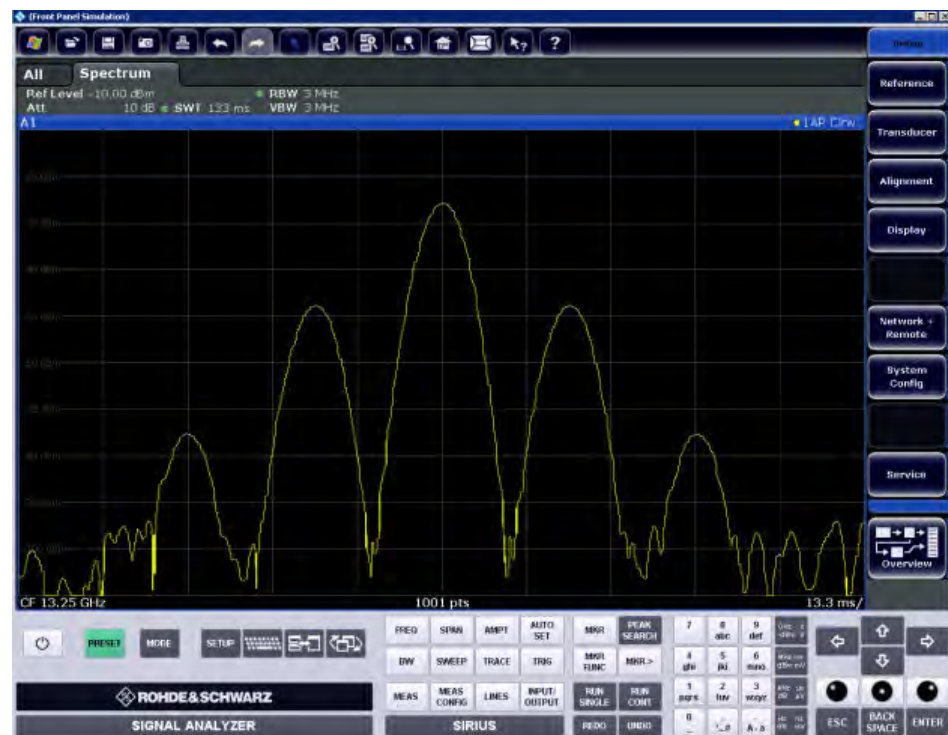 (Front Panel Simulation)
?
?
Setup
All
Spectrum
Ref Level -10.00 dBm
RBW 3 MHz
Att 10 dB SWT 133 ms VBW 3 MHz
A1
1AP Clrw
CF 13.25 GHz
1001 pts
13.3 ms/
Reference
Transducer
Alignment
Display
Network + Remote
System Config
Service
Overview
PRESET
MODE
SETUP
FREQ
SPAN
AMPT
AUTO SET
MKR
PEAK SEARCH
7
8 abc
9 def
BW
SWEEP
TRACE
TRIG
MKR FUNC
MKR->
4 ghi
5 jkl
6 mno
MEAS
MEAS CONFIG
LINES
INPUT/ OUTPUT
RUN SINGLE
RUN CONT
1 pqrs
2 tuv
3 wxyz
ROHDE&SCHWARZ
SIGNAL ANALYZER
SIRIUS
REDO
UNDO
0
ESC
BACK SPACE
ENTER